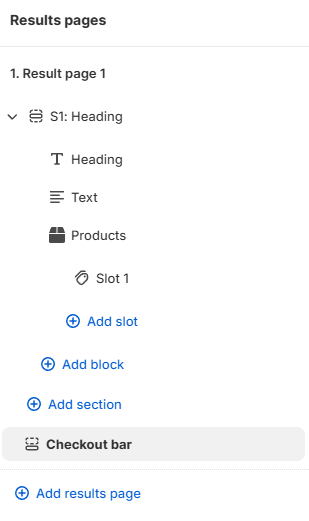 Results pages
1. Result page 1
S1: Heading
Heading
Text
Products
Slot 1
Add slot
Add block
Add section
Checkout bar
Add results page